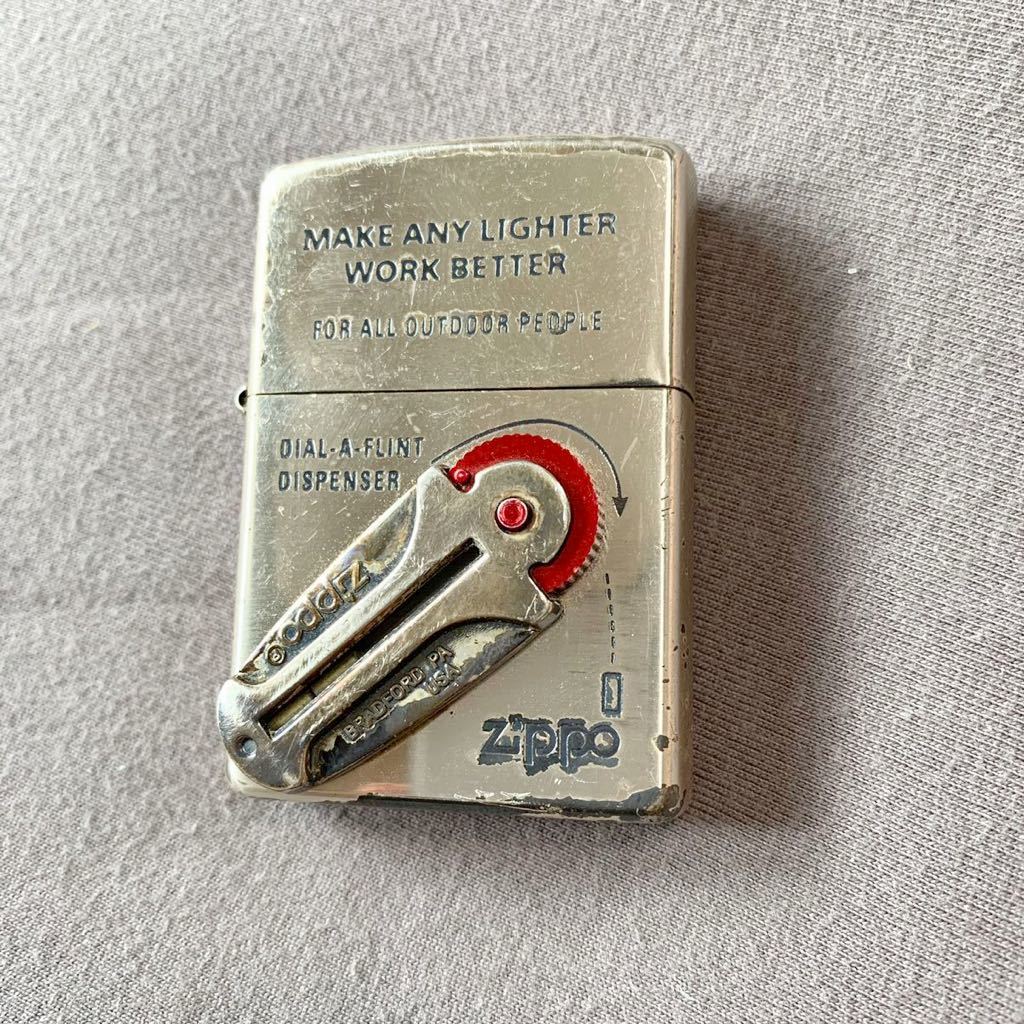 MAKE ANY LIGHTER
WORK BETTER
FOR ALL OUTDOOR PEOPLE
DIAL-A-FLINT
DISPENSER
zippo®
BRADFORD, PA
USA
zippo